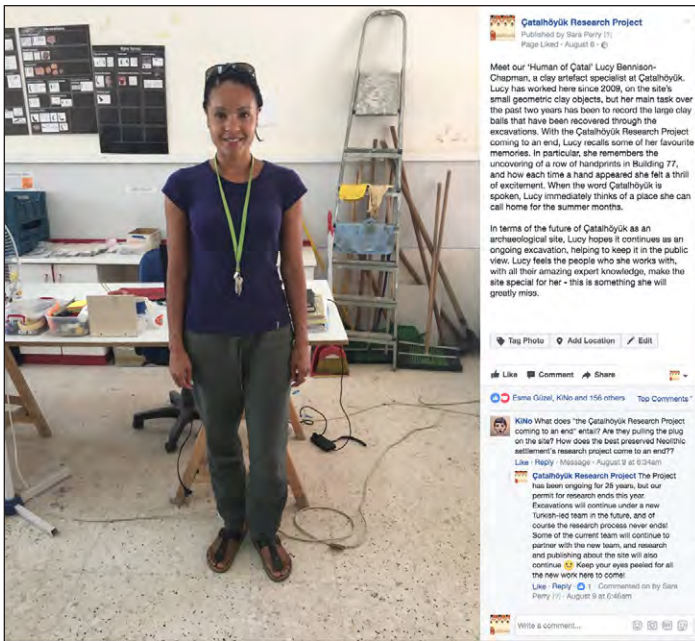 Çatalhöyük Research Project
Published by Sara Perry [?]
Page Liked · August 8 ·
Meet our 'Human of Çatal' Lucy Bennison-
Chapman, a clay artefact specialist at Çatalhöyük.
Lucy has worked here since 2009, on the site's
small geometric clay objects, but her main task over
the past two years has been to record the large clay
balls that have been recovered through the
excavations. With the Çatalhöyük Research Project
coming to an end, Lucy recalls some of her favourite
memories. In particular, she remembers the
uncovering of a row of handprints in Building 77,
and how each time a hand appeared she felt a thrill
of excitement. When the word Çatalhöyük is
spoken, Lucy immediately thinks of a place she can
call home for the summer months.
In terms of the future of Çatalhöyük as an
archaeological site, Lucy hopes it continues as an
ongoing excavation, helping to keep it in the public
view. Lucy feels the people who she works with,
with all their amazing expert knowledge, make the
site special for her - this is something she will
greatly miss.
Tag Photo Add Location Edit
Like Comment Share
Esma Güzel, KiNo and 156 others Top Comments
KiNo What does "the Çatalhöyük Research Project
coming to an end" entail? Are they pulling the plug
on the site? How does the best preserved Neolithic
settlement's research project come to an end??
Like · Reply · Message · August 9 at 6:34am
Çatalhöyük Research Project The Project
has been ongoing for 25 years, but our
permit for research ends this year.
Excavations will continue under a new
Turkish-led team in the future, and of
course the research process never ends!
Some of the current team will continue to
partner with the new team, and research
and publishing about the site will also
continue 😉 Keep your eyes peeled for all
the new work here to come!
Like · Reply · 1 · Commented on by Sara
Perry [?] · August 9 at 6:46am
Write a comment...